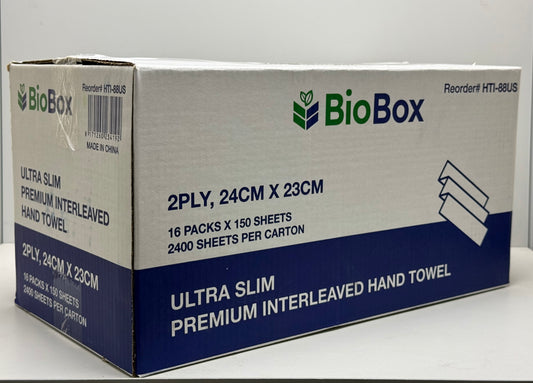 BioBox
Reorder# HTI-88US
MADE IN CHINA
ULTRA SLIM
PREMIUM INTERLEAVED
HAND TOWEL
2PLY, 24CM X 23CM
16 PACKS X 150 SHEETS
2400 SHEETS PER CARTON
Reorder# HTI-88US
BioBox
2PLY, 24CM X 23CM
16 PACKS X 150 SHEETS
2400 SHEETS PER CARTON
ULTRA SLIM
PREMIUM INTERLEAVED HAND TOWEL